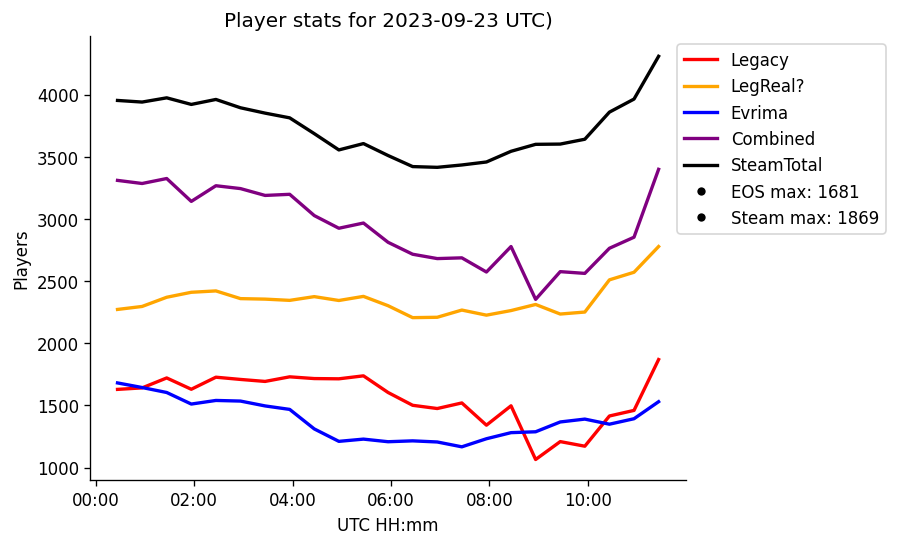 Player stats for 2023-09-23 UTC)
Legacy
LegReal?
Evrima
Combined
SteamTotal
EOS max: 1681
Steam max: 1869
Players
4000
3500
3000
2500
2000
1500
1000
00:00 02:00 04:00 06:00 08:00 10:00
UTC HH:mm